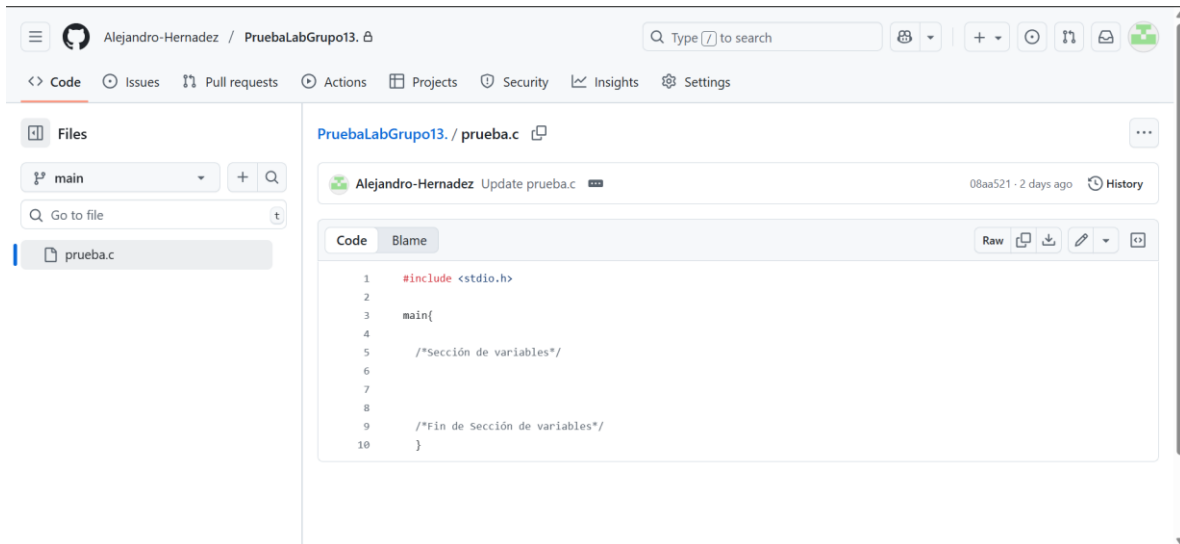 Alejandro-Hernadez / PruebaLabGrupo13.
Type / to search
Code Issues Pull requests Actions Projects Security Insights Settings
Files
main
Go to file t
prueba.c
PruebaLabGrupo13. / prueba.c
Alejandro-Hernadez Update prueba.c 08aa521 · 2 days ago History
Code Blame Raw
1 #include <stdio.h>
2
3 main{
4
5 /*Sección de variables*/
6
7
8
9 /*Fin de Sección de variables*/
10 }